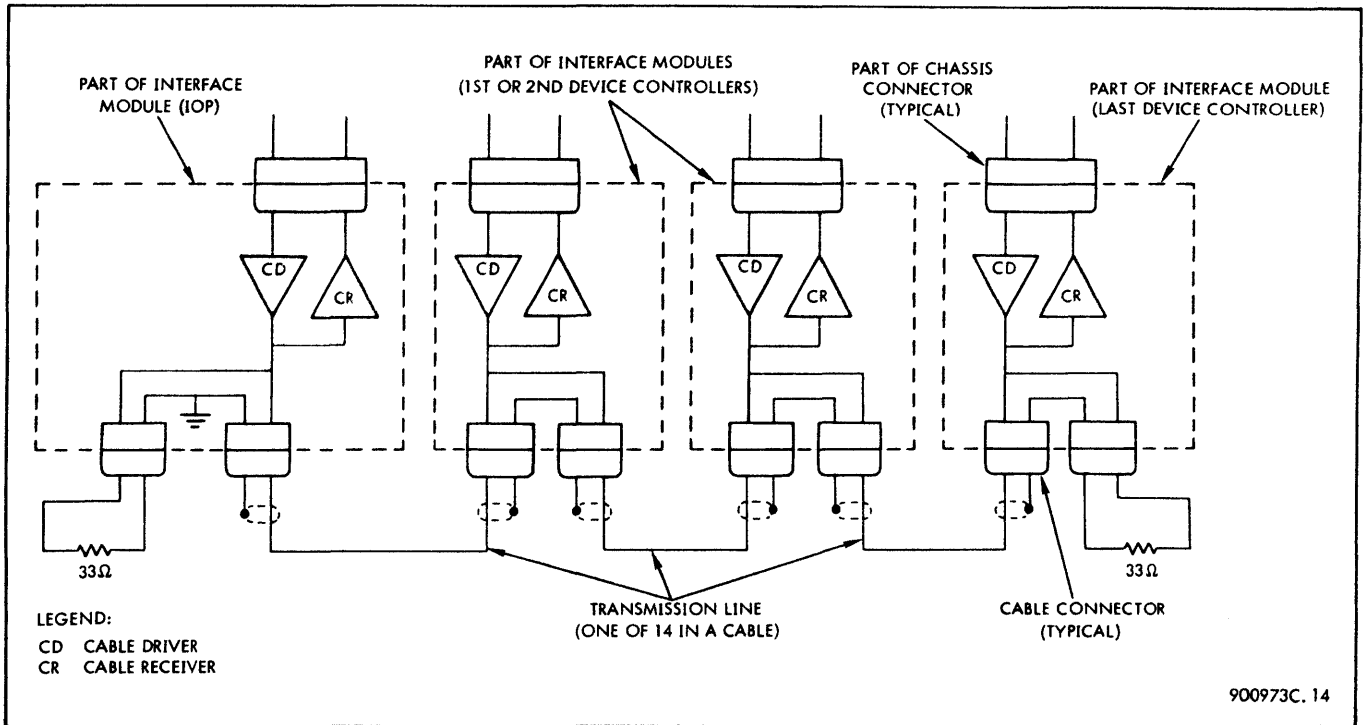 PART OF INTERFACE
MODULE (IOP)
PART OF INTERFACE MODULES
(1ST OR 2ND DEVICE CONTROLLERS)
PART OF CHASSIS
CONNECTOR
(TYPICAL)
PART OF INTERFACE MODULE
(LAST DEVICE CONTROLLER)
CD
CR
CD
CR
CD
CR
CD
CR
33Ω
33Ω
TRANSMISSION LINE
(ONE OF 14 IN A CABLE)
CABLE CONNECTOR
(TYPICAL)
LEGEND:
CD CABLE DRIVER
CR CABLE RECEIVER
900973C. 14